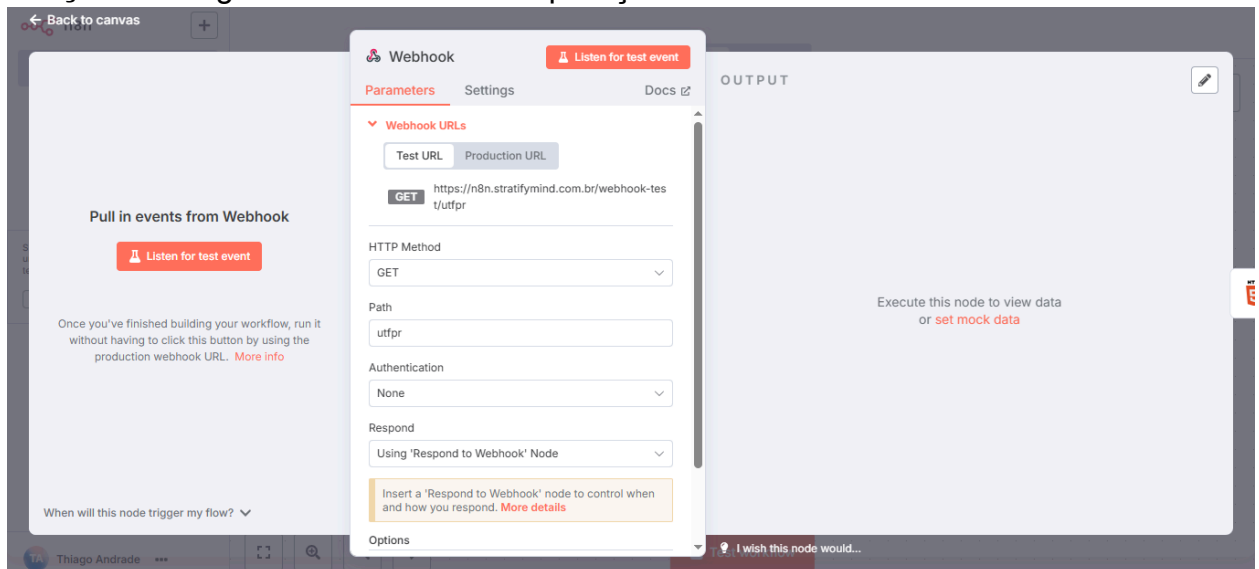 Back to canvas
n8n
Webhook
Listen for test event
Parameters
Settings
Docs
Webhook URLs
Test URL
Production URL
GET
https://n8n.stratifymind.com.br/webhook-tes
t/utfpr
HTTP Method
GET
Path
utfpr
Authentication
None
Respond
Using 'Respond to Webhook' Node
Insert a 'Respond to Webhook' node to control when
and how you respond. More details
Options
Pull in events from Webhook
Listen for test event
Once you've finished building your workflow, run it
without having to click this button by using the
production webhook URL. More info
When will this node trigger my flow?
OUTPUT
Execute this node to view data
or set mock data
I wish this node would...
TA
Thiago Andrade
Test workflow